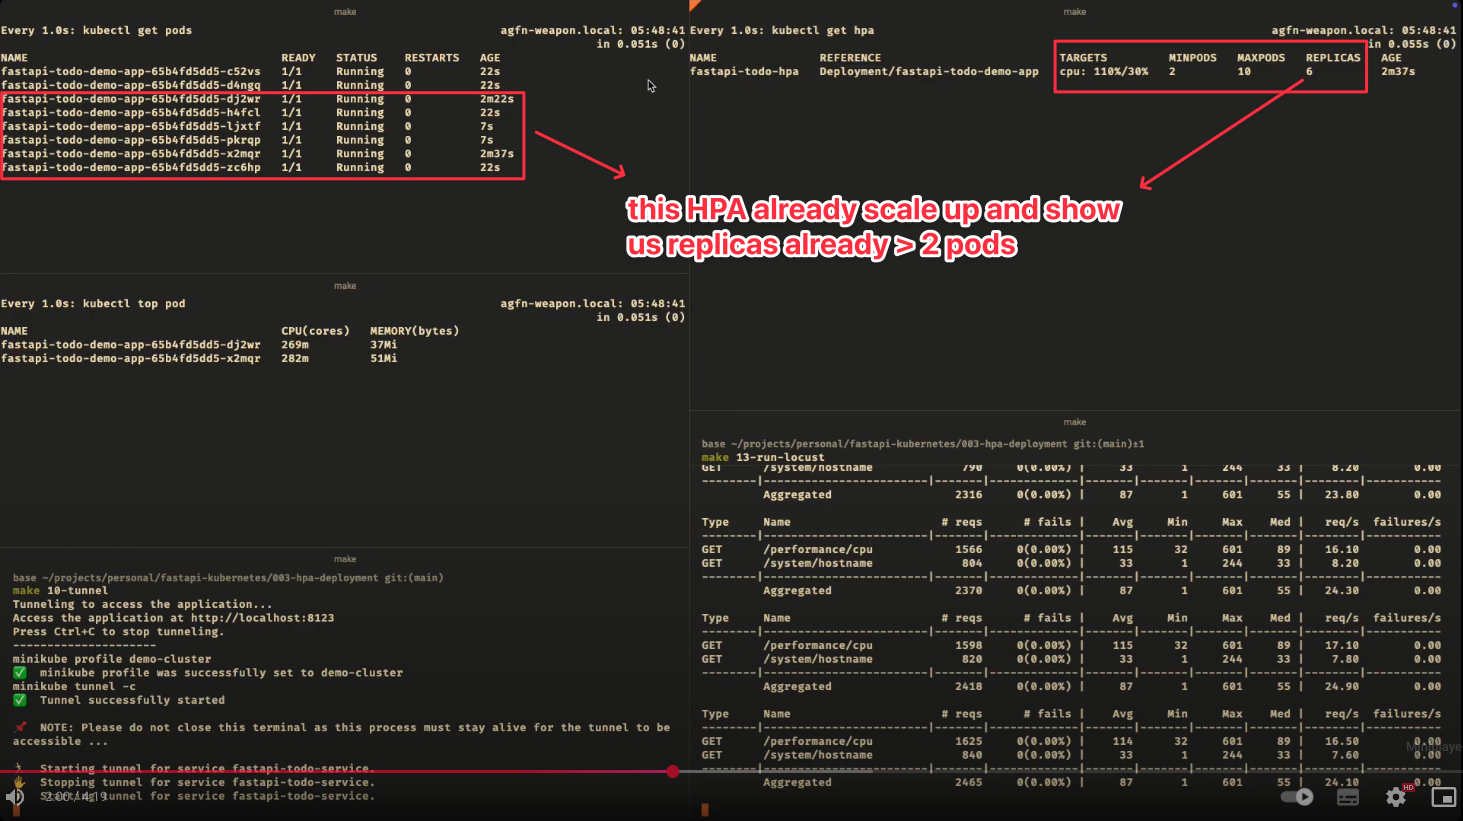 make
Every 1.0s: kubectl get pods agfn-weapon.local: 05:48:41
in 0.051s (0)
NAME READY STATUS RESTARTS AGE
fastapi-todo-demo-app-65b4fd5dd5-c52vs 1/1 Running 0 22s
fastapi-todo-demo-app-65b4fd5dd5-d4ngq 1/1 Running 0 22s
fastapi-todo-demo-app-65b4fd5dd5-dj2wr 1/1 Running 0 2m22s
fastapi-todo-demo-app-65b4fd5dd5-h4fcl 1/1 Running 0 22s
fastapi-todo-demo-app-65b4fd5dd5-ljxtf 1/1 Running 0 7s
fastapi-todo-demo-app-65b4fd5dd5-pkrqp 1/1 Running 0 7s
fastapi-todo-demo-app-65b4fd5dd5-x2mqr 1/1 Running 0 2m37s
fastapi-todo-demo-app-65b4fd5dd5-zc6hp 1/1 Running 0 22s
make
Every 1.0s: kubectl get hpa agfn-weapon.local: 05:48:41
in 0.055s (0)
NAME REFERENCE TARGETS MINPODS MAXPODS REPLICAS AGE
fastapi-todo-hpa Deployment/fastapi-todo-demo-app cpu: 110%/30% 2 10 6 2m37s
this HPA already scale up and show
us replicas already > 2 pods
make
Every 1.0s: kubectl top pod agfn-weapon.local: 05:48:41
in 0.051s (0)
NAME CPU(cores) MEMORY(bytes)
fastapi-todo-demo-app-65b4fd5dd5-dj2wr 269m 37Mi
fastapi-todo-demo-app-65b4fd5dd5-x2mqr 282m 51Mi
make
base ~/projects/personal/fastapi-kubernetes/003-hpa-deployment git:(main)
make 10-tunnel
Tunneling to access the application...
Access the application at http://localhost:8123
Press Ctrl+C to stop tunneling.
---------------------
minikube profile demo-cluster
✅ minikube profile was successfully set to demo-cluster
minikube tunnel -c
✅ Tunnel successfully started
📌 NOTE: Please do not close this terminal as this process must stay alive for the tunnel to be
accessible ...
🏃 Starting tunnel for service fastapi-todo-service.
✋ Stopping tunnel for service fastapi-todo-service.
Starting tunnel for service fastapi-todo-service.
2:00 / 4:19
make
base ~/projects/personal/fastapi-kubernetes/003-hpa-deployment git:(main)±1
make 13-run-locust
GET /system/hostname 790 0(0.00%) | 33 1 244 33 | 8.20 0.00
--------|----------------------------|-------|-------------|-------|-------|-------|-------|--------|-----------
Aggregated 2316 0(0.00%) | 87 1 601 55 | 23.80 0.00
Type Name # reqs # fails | Avg Min Max Med | req/s failures/s
--------|----------------------------|-------|-------------|-------|-------|-------|-------|--------|-----------
GET /performance/cpu 1566 0(0.00%) | 115 32 601 89 | 16.10 0.00
GET /system/hostname 804 0(0.00%) | 33 1 244 33 | 8.20 0.00
--------|----------------------------|-------|-------------|-------|-------|-------|-------|--------|-----------
Aggregated 2370 0(0.00%) | 87 1 601 55 | 24.30 0.00
Type Name # reqs # fails | Avg Min Max Med | req/s failures/s
--------|----------------------------|-------|-------------|-------|-------|-------|-------|--------|-----------
GET /performance/cpu 1598 0(0.00%) | 115 32 601 89 | 17.10 0.00
GET /system/hostname 820 0(0.00%) | 33 1 244 33 | 7.80 0.00
--------|----------------------------|-------|-------------|-------|-------|-------|-------|--------|-----------
Aggregated 2418 0(0.00%) | 87 1 601 55 | 24.90 0.00
Type Name # reqs # fails | Avg Min Max Med | req/s failures/s
--------|----------------------------|-------|-------------|-------|-------|-------|-------|--------|-----------
GET /performance/cpu 1625 0(0.00%) | 114 32 601 89 | 16.50 0.00
GET /system/hostname 840 0(0.00%) | 33 1 244 33 | 7.60 0.00
--------|----------------------------|-------|-------------|-------|-------|-------|-------|--------|-----------
Aggregated 2465 0(0.00%) | 87 1 601 55 | 24.10 0.00
HD